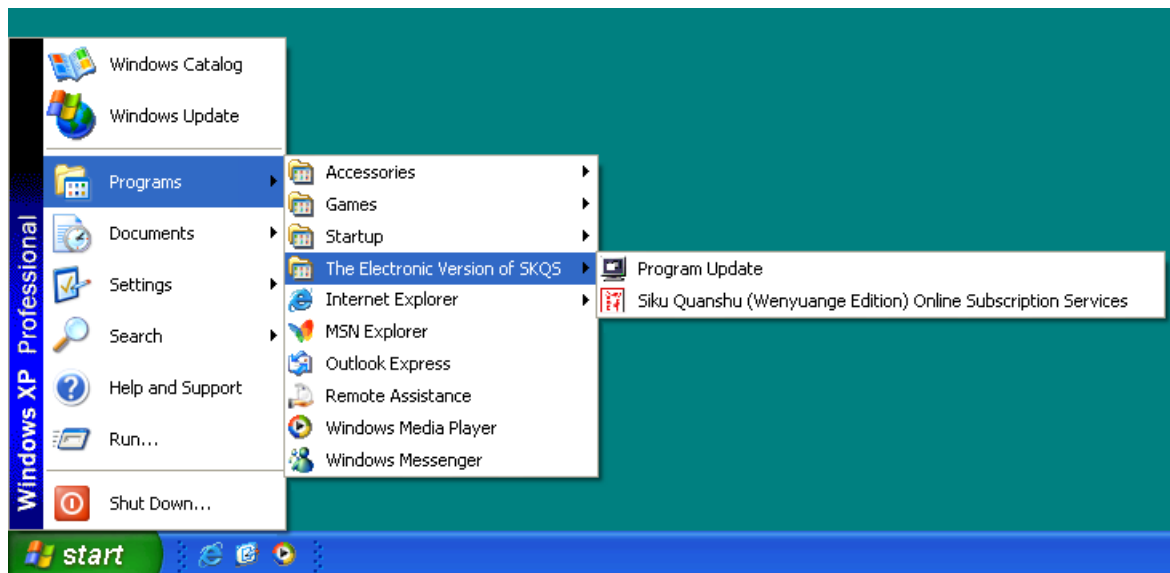 Windows XP Professional
Windows Catalog
Windows Update
Programs
Documents
Settings
Search
Help and Support
Run...
Shut Down...
Accessories
Games
Startup
The Electronic Version of SKQS
Internet Explorer
MSN Explorer
Outlook Express
Remote Assistance
Windows Media Player
Windows Messenger
Program Update
Siku Quanshu (Wenyuange Edition) Online Subscription Services
start